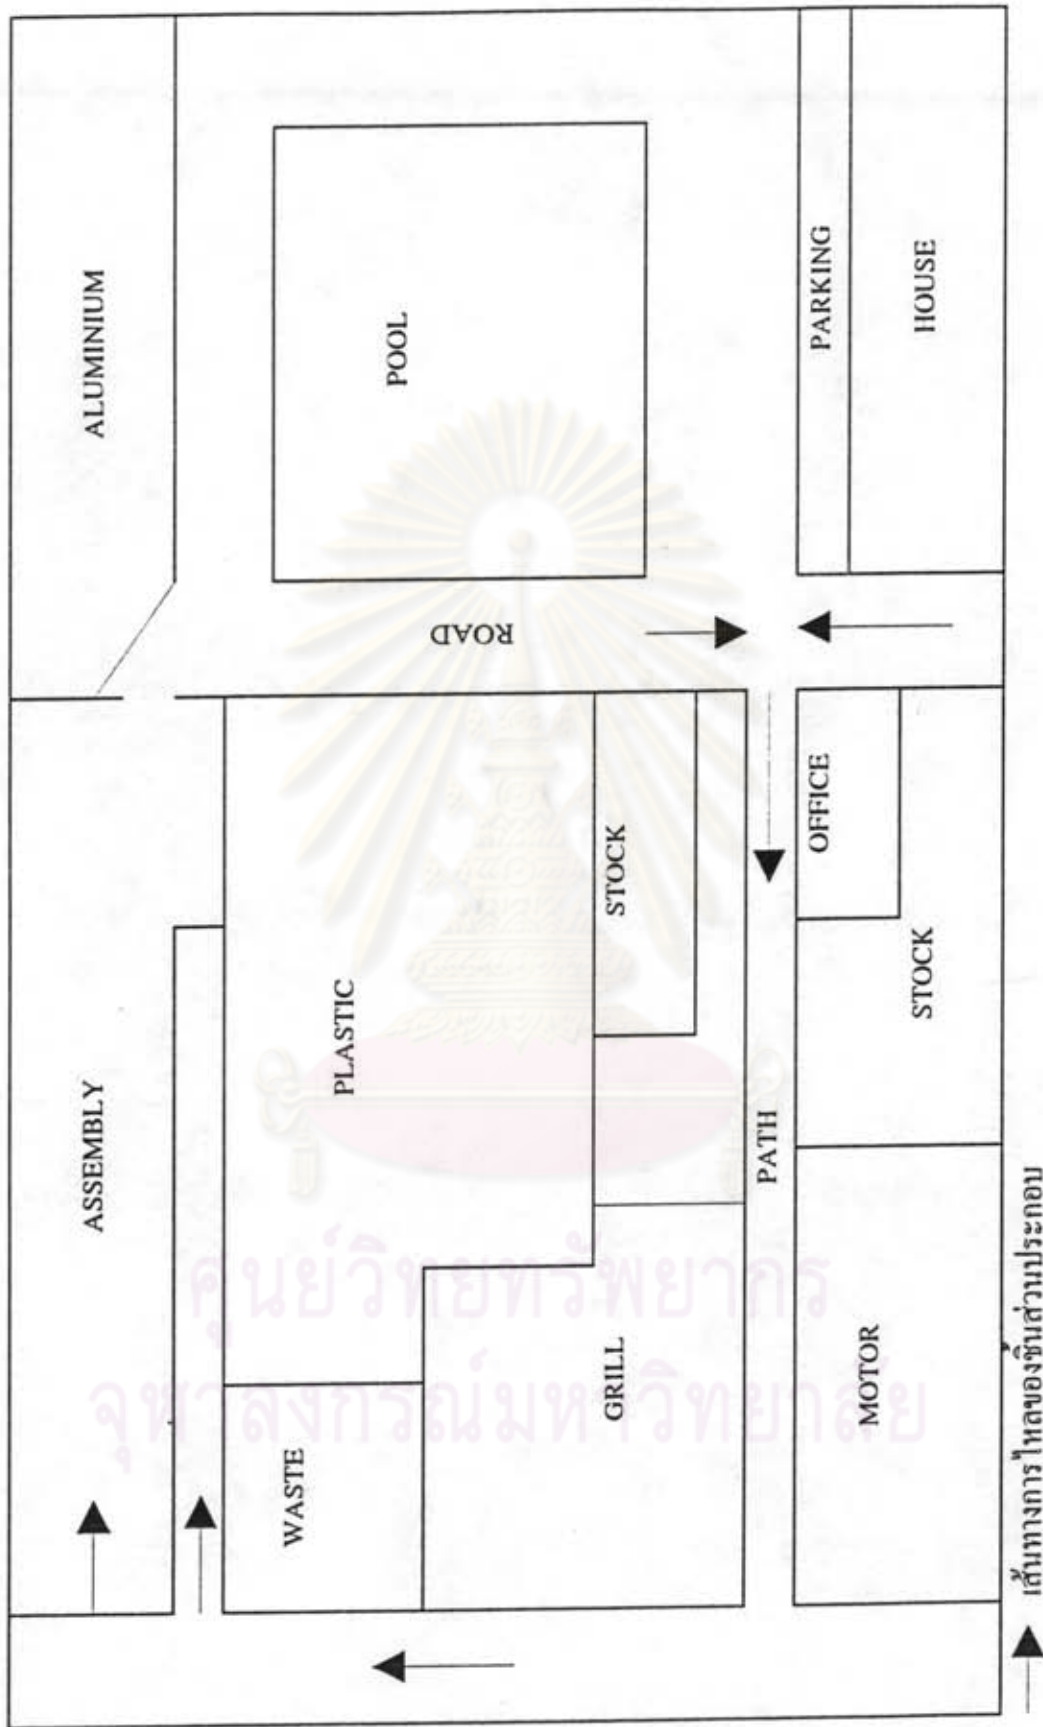 ALUMINIUM
POOL
PARKING
HOUSE
ROAD
ASSEMBLY
PLASTIC
STOCK
PATH
OFFICE
STOCK
WASTE
GRILL
MOTOR
เส้นทางการไหลของชิ้นส่วนประกอบ
ศูนย์วิทยทรัพยากร
จุฬาลงกรณ์มหาวิทยาลัย